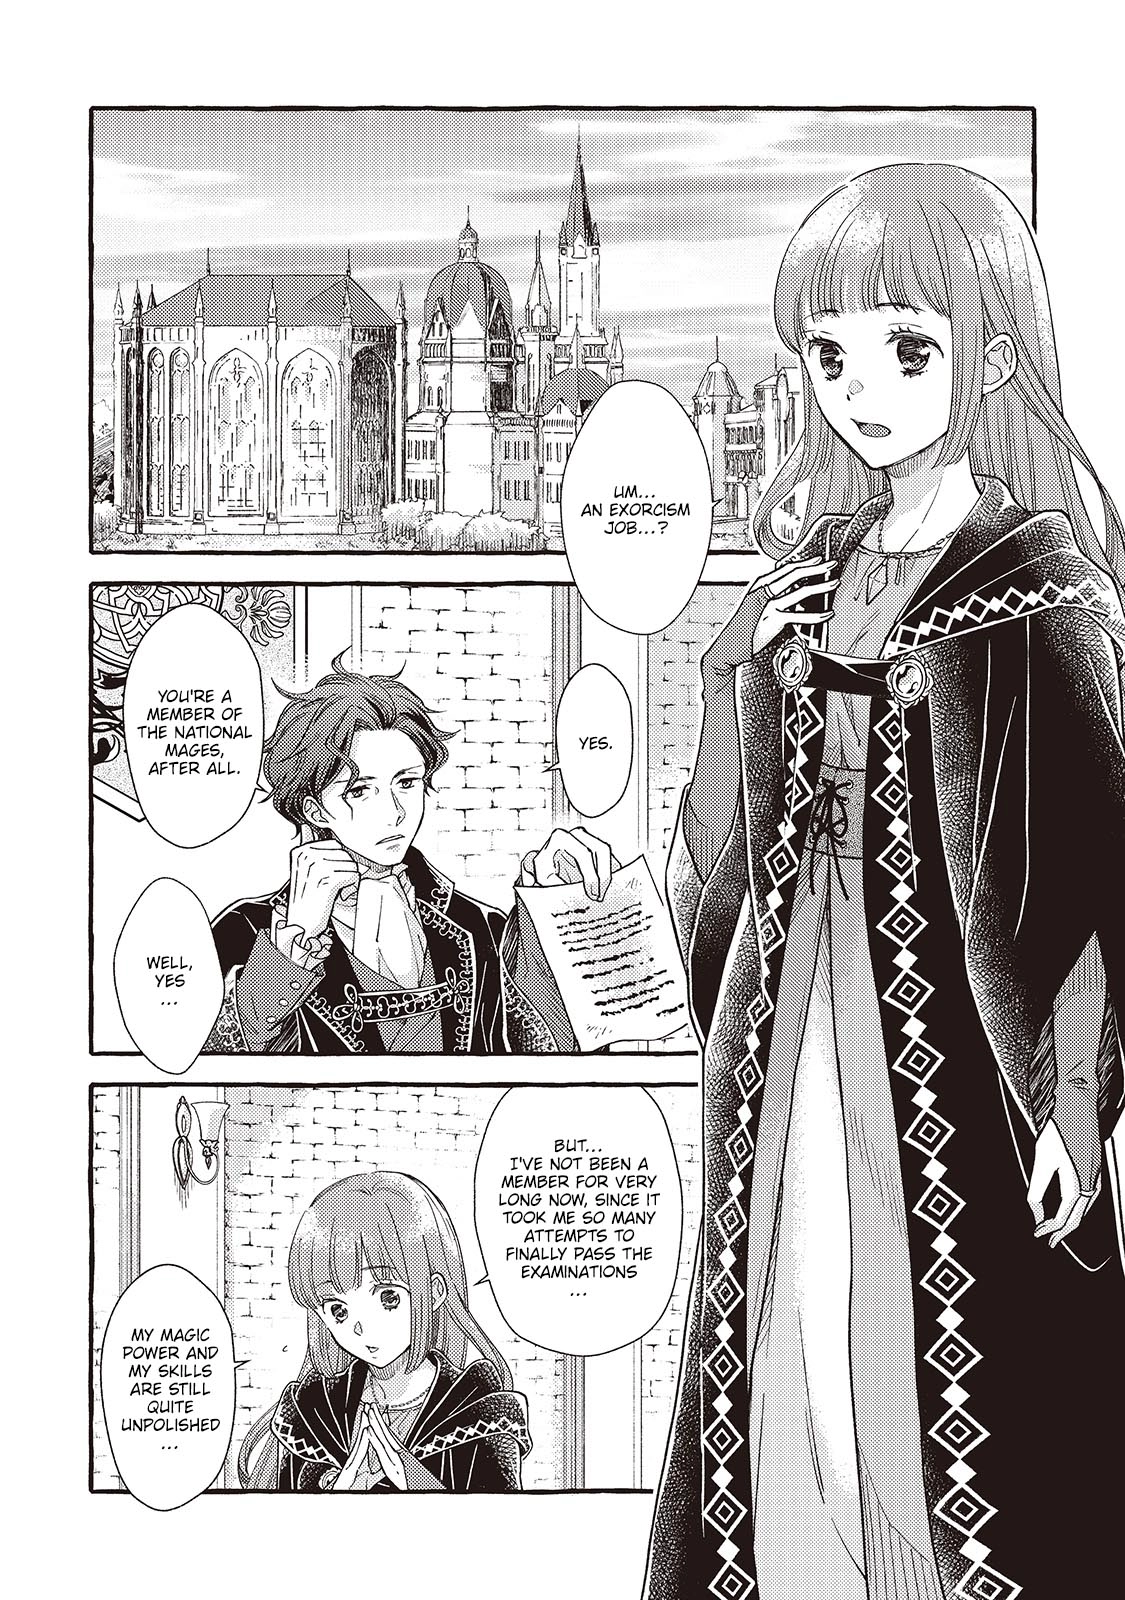 UM...
AN EXORCISM
JOB...?
YES.
YOU'RE A
MEMBER OF
THE NATIONAL
MAGES,
AFTER ALL.
WELL,
YES
...
BUT...
I'VE NOT BEEN A
MEMBER FOR VERY
LONG NOW, SINCE IT
TOOK ME SO MANY
ATTEMPTS TO
FINALLY PASS THE
EXAMINATIONS
...
MY MAGIC
POWER AND
MY SKILLS
ARE STILL
QUITE
UNPOLISHED
...